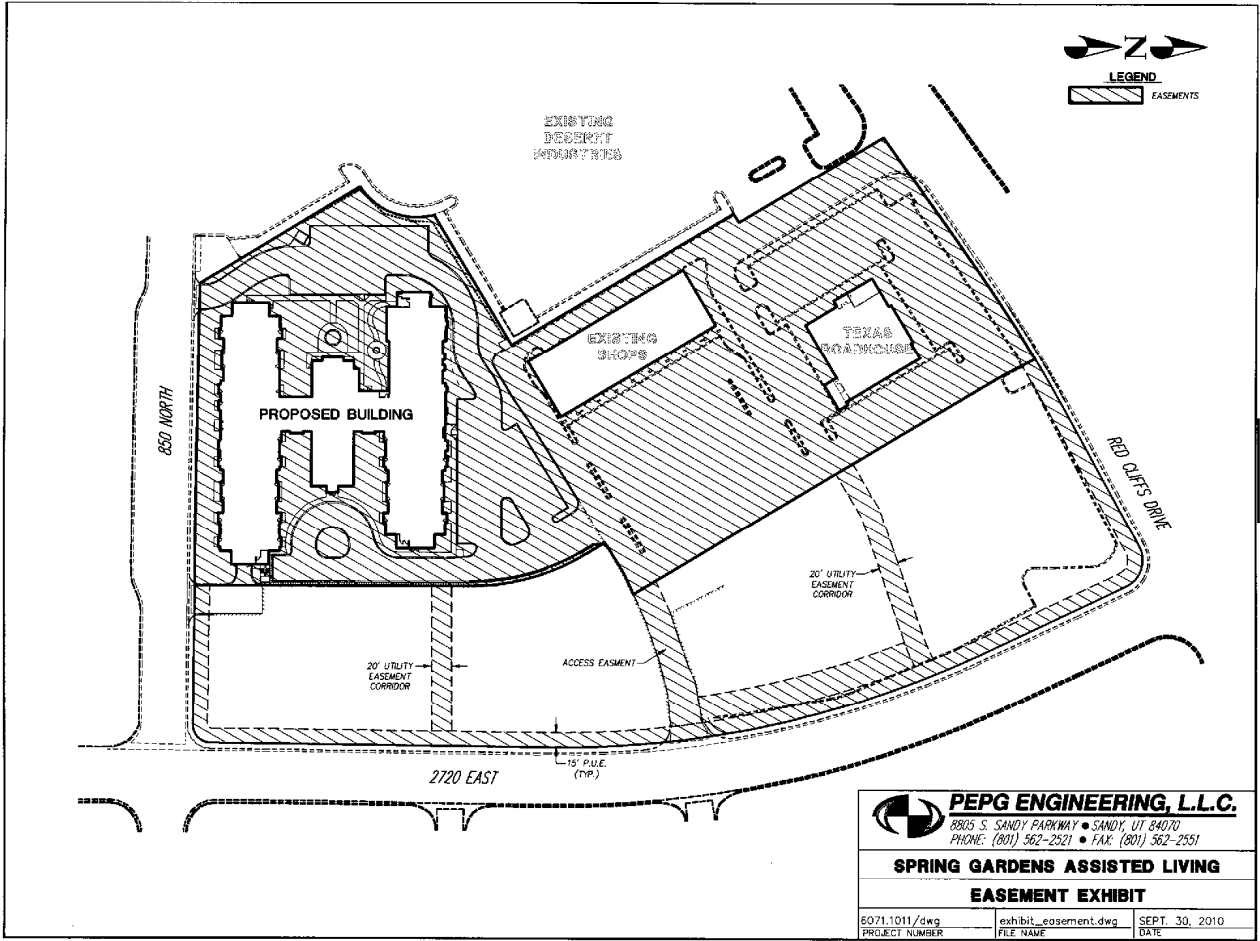 N
LEGEND
EASEMENTS
EXISTING
DESERET
INDUSTRIES
EXISTING
SHOPS
TEXAS
ROADHOUSE
PROPOSED BUILDING
850 NORTH
RED CLIFFS DRIVE
20' UTILITY
EASEMENT
CORRIDOR
20' UTILITY
EASEMENT
CORRIDOR
ACCESS EASMENT
15' P.U.E.
(TYP.)
2720 EAST
PEPG ENGINEERING, L.L.C.
8805 S. SANDY PARKWAY ● SANDY, UT 84070
PHONE: (801) 562-2521 ● FAX: (801) 562-2551
SPRING GARDENS ASSISTED LIVING
EASEMENT EXHIBIT
6071.1011/dwg exhibit_easement.dwg SEPT. 30, 2010
PROJECT NUMBER FILE NAME DATE